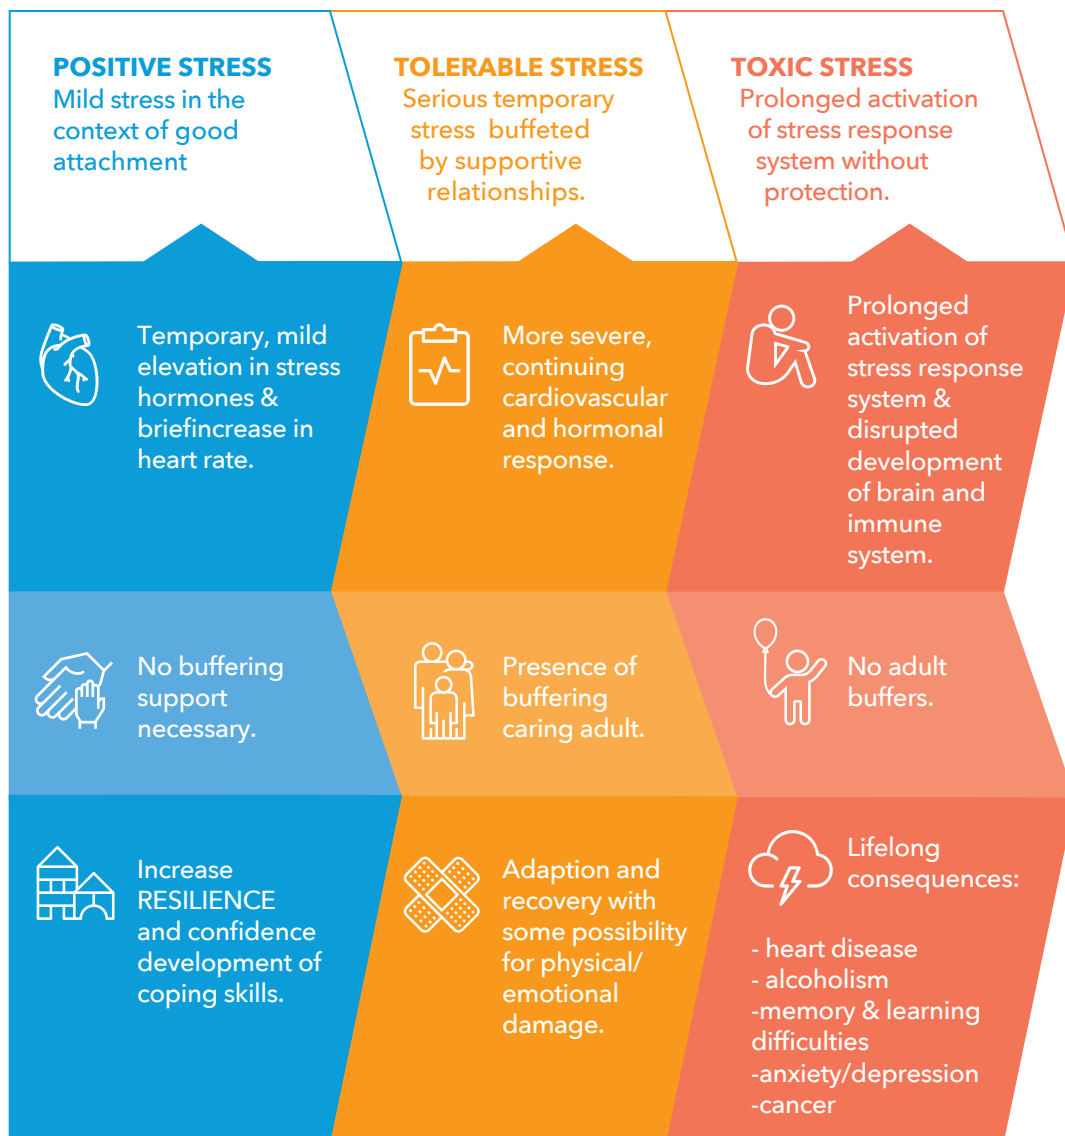 POSITIVE STRESS
Mild stress in the
context of good
attachment
TOLERABLE STRESS
Serious temporary
stress buffeted
by supportive
relationships.
TOXIC STRESS
Prolonged activation
of stress response
system without
protection.
Temporary, mild
elevation in stress
hormones &
briefincrease in
heart rate.
More severe,
continuing
cardiovascular
and hormonal
response.
Prolonged
activation of
stress response
system &
disrupted
development
of brain and
immune
system.
No buffering
support
necessary.
Presence of
buffering
caring adult.
No adult
buffers.
Increase
RESILIENCE
and confidence
development of
coping skills.
Adaption and
recovery with
some possibility
for physical/
emotional
damage.
Lifelong
consequences:
- heart disease
- alcoholism
-memory & learning
difficulties
-anxiety/depression
-cancer